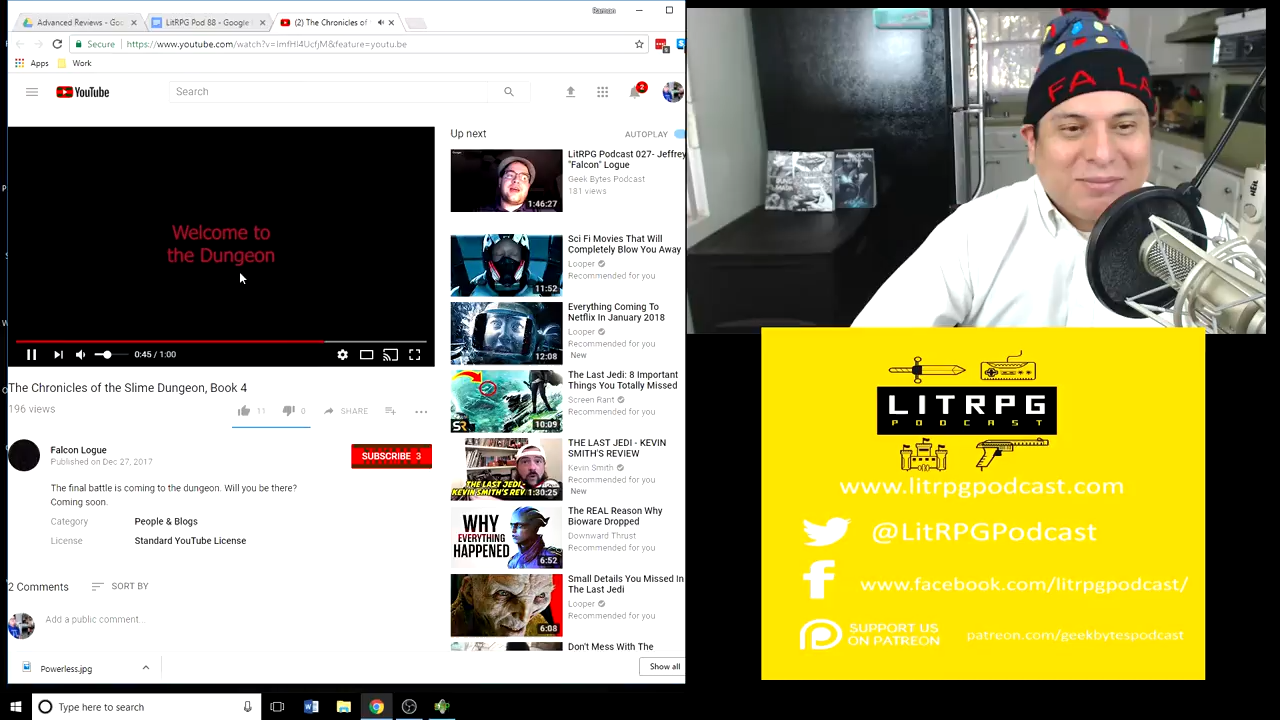 Advanced Reviews - Goo
LitRPG Pod 88 - Google
(2) The Chronicles of
Ramon
Secure
https://www.youtube.com/watch?v=ImfHI4UcfjM&feature=youtu.be
Apps
Work
YouTube
Search
2
Welcome to
the Dungeon
0:45 / 1:00
The Chronicles of the Slime Dungeon, Book 4
196 views
11
0
SHARE
Falcon Logue
Published on Dec 27, 2017
SUBSCRIBE 3
The final battle is coming to the dungeon. Will you be there?
Coming soon.
Category
People & Blogs
License
Standard YouTube License
2 Comments
SORT BY
Add a public comment...
Up next
AUTOPLAY
1:46:27
LitRPG Podcast 027- Jeffrey
"Falcon" Logue
Geek Bytes Podcast
181 views
11:52
Sci Fi Movies That Will
Completely Blow You Away
Looper
Recommended for you
12:08
Everything Coming To
Netflix In January 2018
Looper
Recommended for you
New
SR
10:09
The Last Jedi: 8 Important
Things You Totally Missed
Screen Rant
Recommended for you
THE LAST JEDI -
KEVIN SMITH'S REV
1:30:25
THE LAST JEDI - KEVIN
SMITH'S REVIEW
Kevin Smith
Recommended for you
New
WHY
EVERYTHING
HAPPENED
6:52
The REAL Reason Why
Bioware Dropped
Downward Thrust
Recommended for you
6:08
Small Details You Missed In
The Last Jedi
Looper
Recommended for you
Don't Mess With The
Powerless.jpg
Show all
Type here to search
FA LA
LITRPG
PODCAST
www.litrpgpodcast.com
@LitRPGPodcast
www.facebook.com/litrpgpodcast/
SUPPORT US
ON PATREON
patreon.com/geekbytespodcast